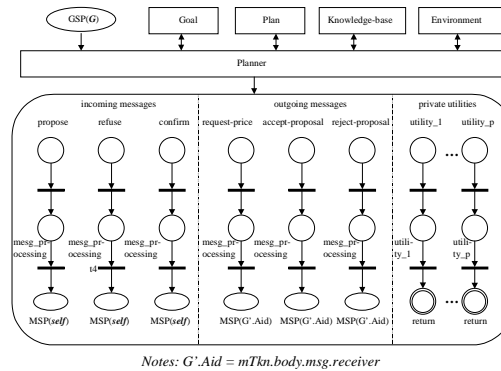 GSP(G) Goal Plan Knowledge-base Environment
Planner
incoming messages outgoing messages private utilities
propose refuse confirm request-price accept-proposal reject-proposal utility_1 utility_p
... 
mesg_pr- mesg_pr- mesg_pr- mesg_pr- mesg_pr- mesg_pr- utili- utili-
ocessing ocessing ocessing ocessing ocessing ocessing ty_1 ty_p
t4
...
MSP(self) MSP(self) MSP(self) MSP(G'.Aid) MSP(G'.Aid) MSP(G'.Aid) return return
Notes: G'.Aid = mTkn.body.msg.receiver